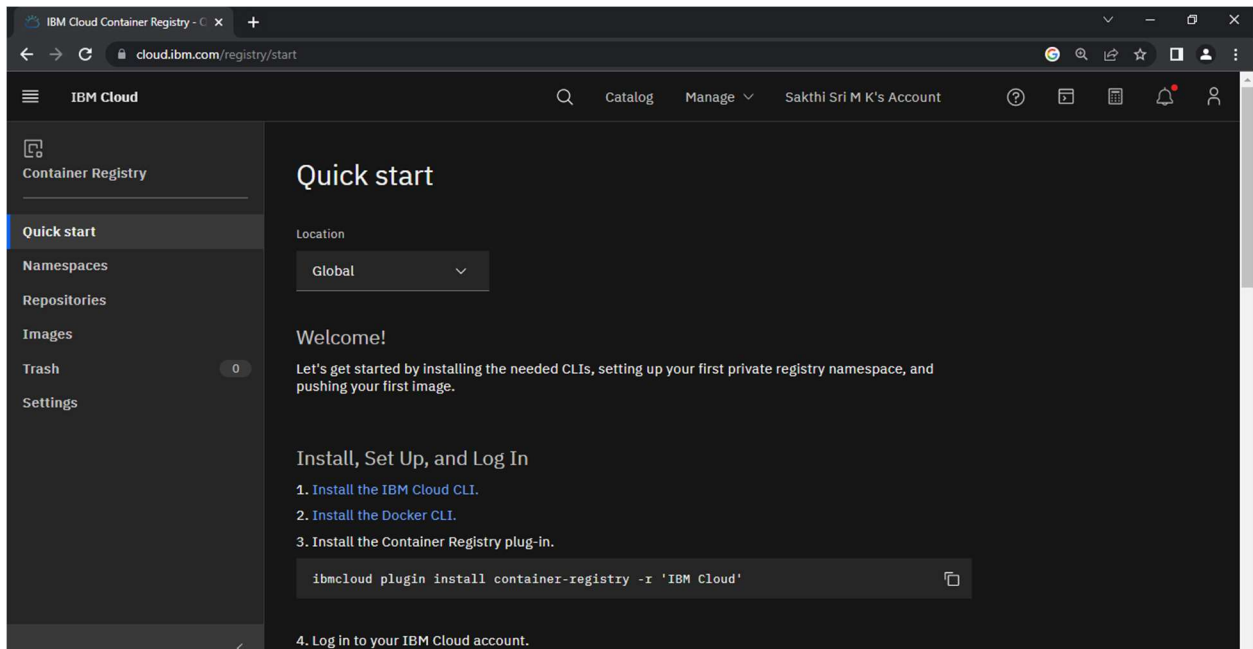 IBM Cloud Container Registry - C
cloud.ibm.com/registry/start
IBM Cloud
Catalog
Manage
Sakthi Sri M K's Account
Container Registry
Quick start
Namespaces
Repositories
Images
Trash
0
Settings
Quick start
Location
Global
Welcome!
Let's get started by installing the needed CLIs, setting up your first private registry namespace, and
pushing your first image.
Install, Set Up, and Log In
1. Install the IBM Cloud CLI.
2. Install the Docker CLI.
3. Install the Container Registry plug-in.
ibmcloud plugin install container-registry -r 'IBM Cloud'
4. Log in to your IBM Cloud account.